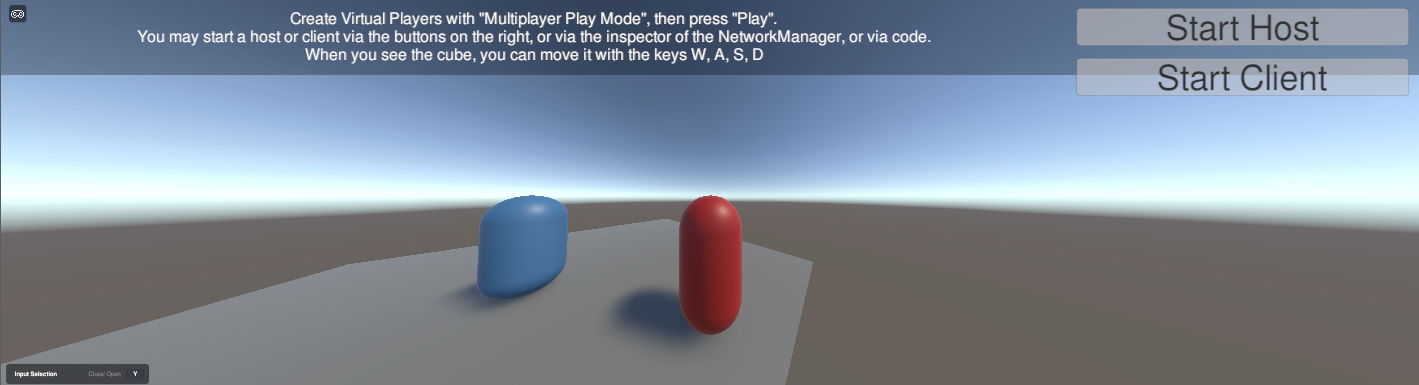 Create Virtual Players with "Multiplayer Play Mode", then press "Play".
You may start a host or client via the buttons on the right, or via the inspector of the NetworkManager, or via code.
When you see the cube, you can move it with the keys W, A, S, D
Start Host
Start Client
Input Selection Close/Open Y